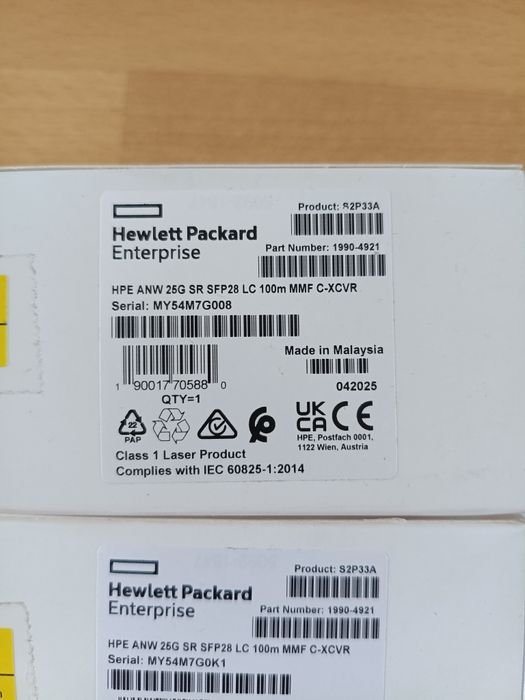 Product: S2P33A
Hewlett Packard
Enterprise
Part Number: 1990-4921
HPE ANW 25G SR SFP28 LC 100m MMF C-XCVR
Serial: MY54M7G008
Made in Malaysia
1 90017 70588 0
042025
QTY=1
22
PAP
UK
CA CE
HPE, Postfach 0001,
1122 Wien, Austria
Class 1 Laser Product
Complies with IEC 60825-1:2014
Product: S2P33A
Hewlett Packard
Enterprise
Part Number: 1990-4921
HPE ANW 25G SR SFP28 LC 100m MMF C-XCVR
Serial: MY54M7G0K1